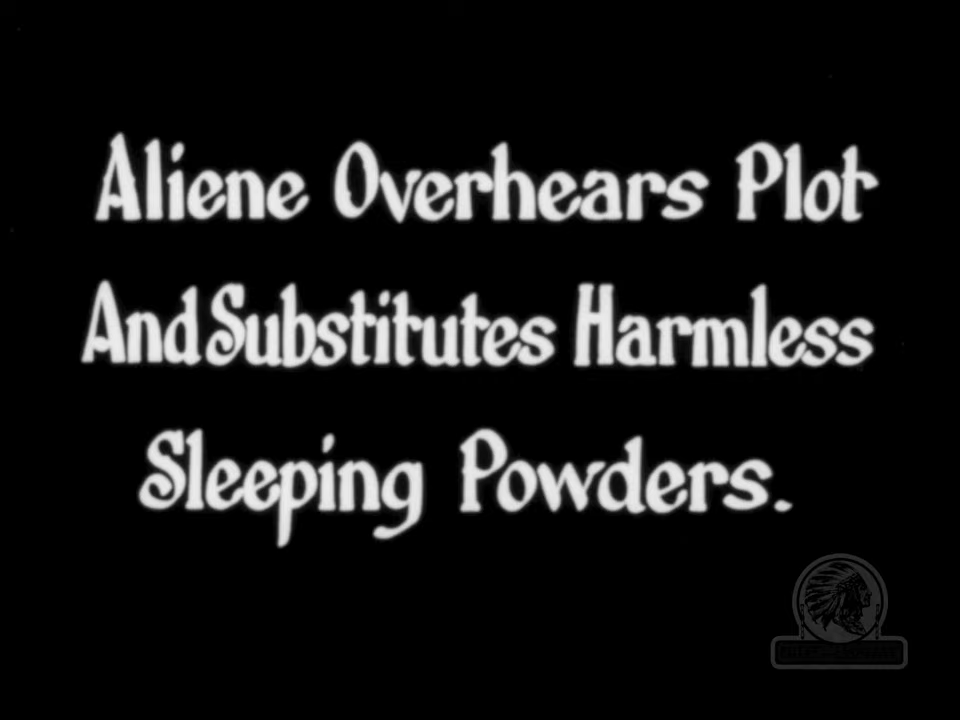 Aliene Overhears Plot
And Substitutes Harmless
Sleeping Powders.